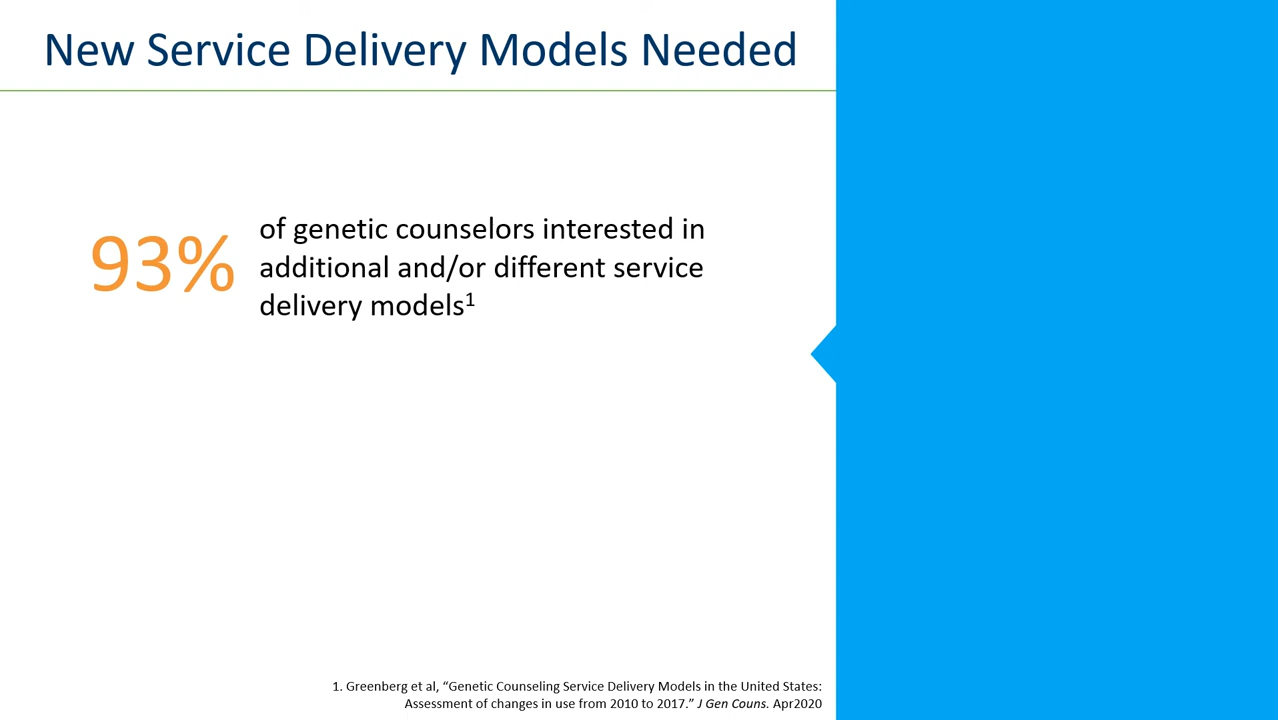 New Service Delivery Models Needed
93%
of genetic counselors interested in
additional and/or different service
delivery models¹
1. Greenberg et al, “Genetic Counseling Service Delivery Models in the United States:
Assessment of changes in use from 2010 to 2017.” J Gen Couns. Apr2020